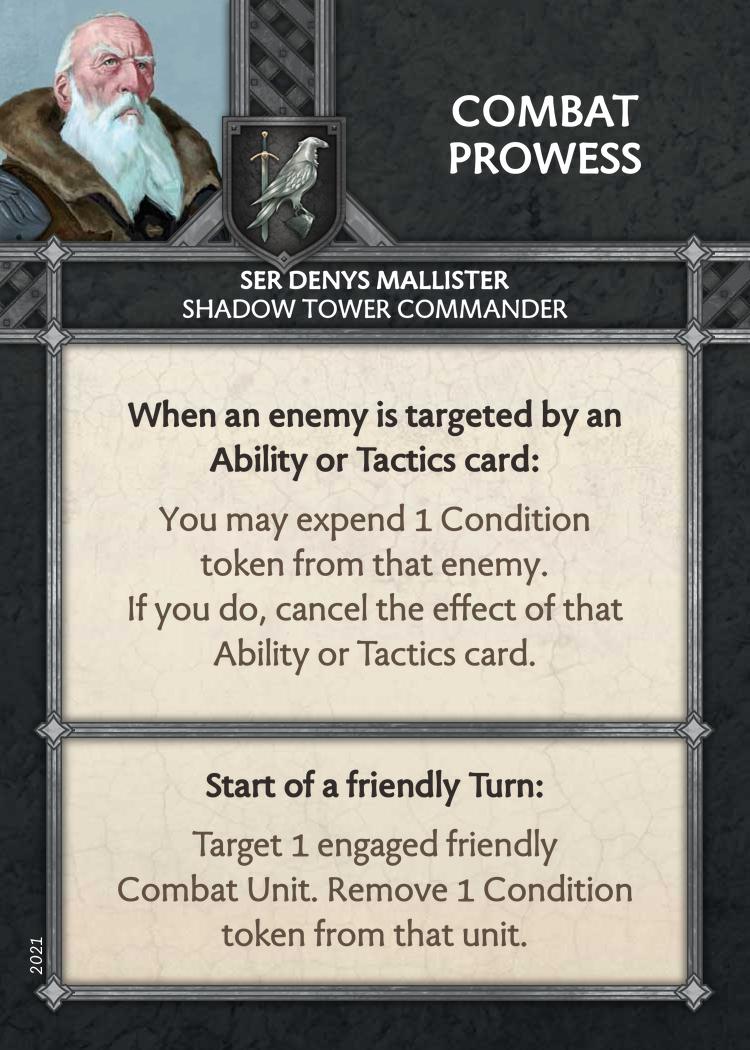 COMBAT
PROWESS
SER DENYS MALLISTER
SHADOW TOWER COMMANDER
When an enemy is targeted by an
Ability or Tactics card:
You may expend 1 Condition
token from that enemy.
If you do, cancel the effect of that
Ability or Tactics card.
Start of a friendly Turn:
Target 1 engaged friendly
Combat Unit. Remove 1 Condition
token from that unit.
2021